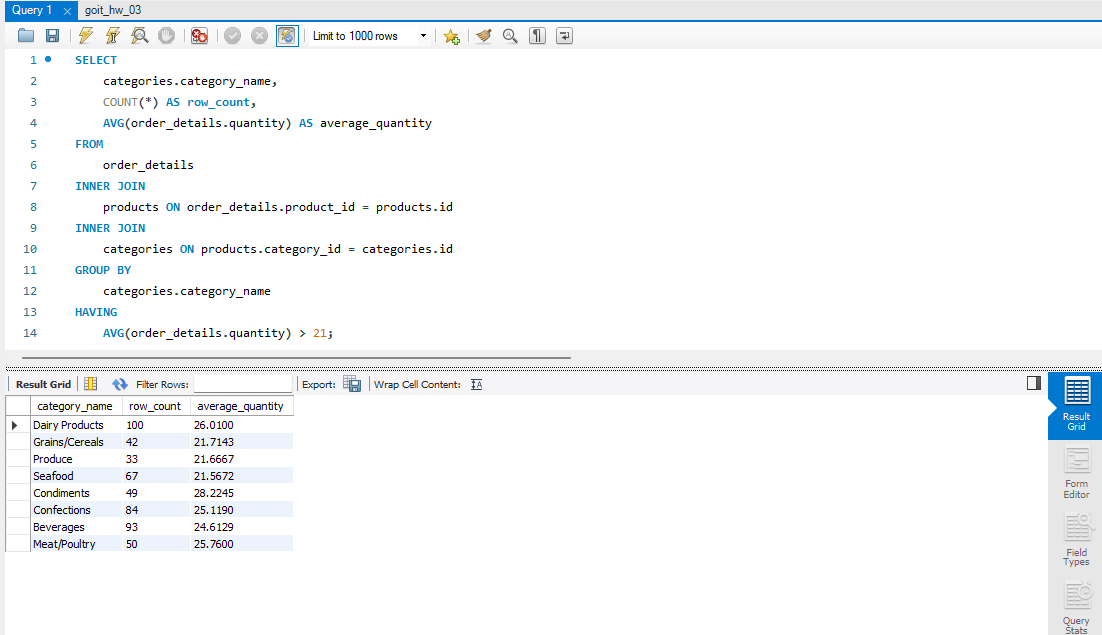 Query 1 goit_hw_03
Limit to 1000 rows
1 SELECT
2 categories.category_name,
3 COUNT(*) AS row_count,
4 AVG(order_details.quantity) AS average_quantity
5 FROM
6 order_details
7 INNER JOIN
8 products ON order_details.product_id = products.id
9 INNER JOIN
10 categories ON products.category_id = categories.id
11 GROUP BY
12 categories.category_name
13 HAVING
14 AVG(order_details.quantity) > 21;
Result Grid Filter Rows: Export: Wrap Cell Content:
category_name row_count average_quantity
Dairy Products 100 26.0100
Grains/Cereals 42 21.7143
Produce 33 21.6667
Seafood 67 21.5672
Condiments 49 28.2245
Confections 84 25.1190
Beverages 93 24.6129
Meat/Poultry 50 25.7600
Result
Grid
Form
Editor
Field
Types
Query
Stats